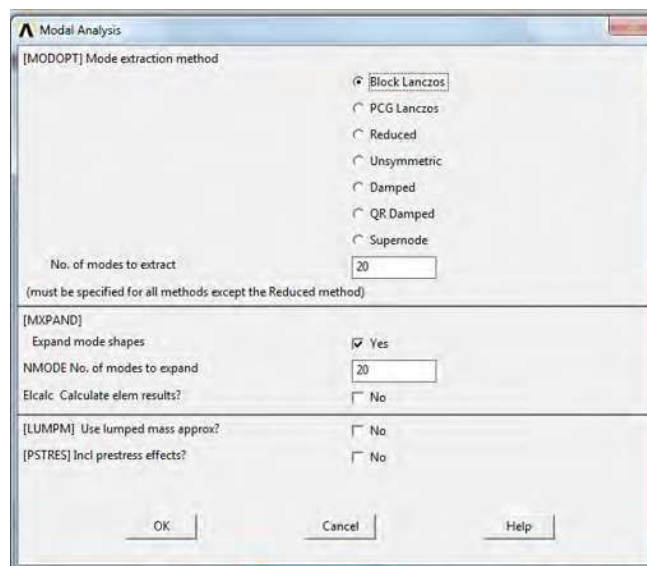 Modal Analysis
[MODOPT] Mode extraction method
Block Lanczos
PCG Lanczos
Reduced
Unsymmetric
Damped
QR Damped
Supernode
No. of modes to extract 20
(must be specified for all methods except the Reduced method)
[MXPAND]
Expand mode shapes Yes
NMODE No. of modes to expand 20
Elcalc Calculate elem results? No
[LUMPM] Use lumped mass approx? No
[PSTRES] Incl prestress effects? No
OK Cancel Help